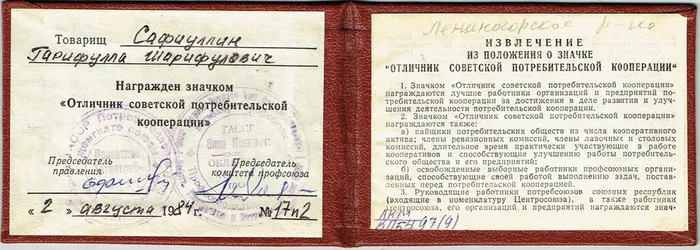 Товарищ Сафиуллин
Гарифулла Шарифулович
Награжден значком
«Отличник советской потребительской
кооперации»
Председатель
правления
Председатель
комитета профсоюза
« 2 » августа 1984 г. № 17п2
Лениногорское р-по
ИЗВЛЕЧЕНИЕ
ИЗ ПОЛОЖЕНИЯ О ЗНАЧКЕ
"ОТЛИЧНИК СОВЕТСКОЙ ПОТРЕБИТЕЛЬСКОЙ КООПЕРАЦИИ"
1. Значком «Отличник советской потребительской кооперации»
награждаются лучшие работники организаций и предприятий по-
требительской кооперации за достижения в деле развития и улуч-
шения деятельности потребительской кооперации.
2. Значком «Отличник советской потребительской кооперации»
награждаются также:
а) пайщики потребительских обществ из числа кооперативного
актива; члены ревизионных комиссий, члены лавочных и столовых
комиссий, длительное время практически участвующие в работе
кооперативов и способствующие улучшению работы потребитель-
ского общества и его предприятий.
б) освобожденные выборные работники профсоюзных органи-
заций, способствующие своей работой выполнению задач, постав-
ленных перед потребительской кооперацией.
3. Руководящие работники потребсоюзов союзных республик
(входящие в номенклатуру Центросоюза), а также работники
Центросоюза, его организаций и предприятий награждаются знач-